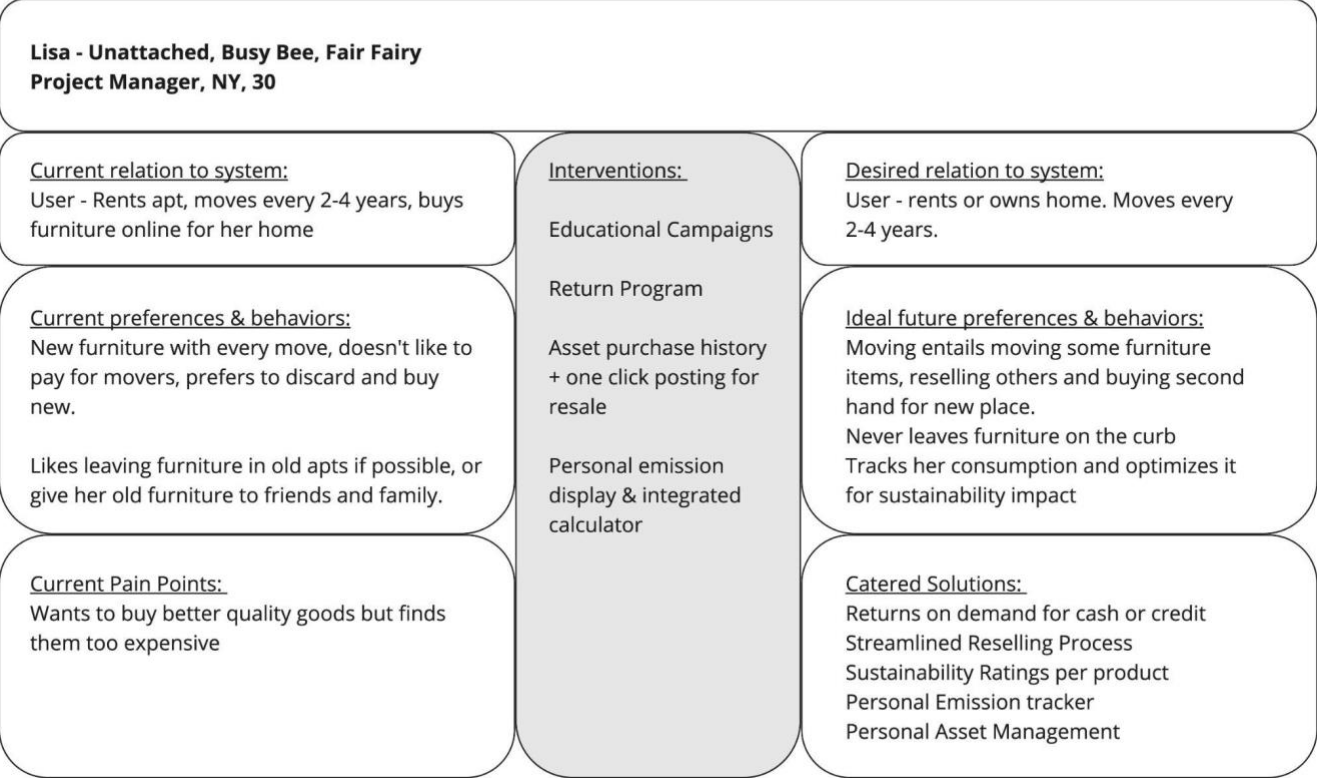 Lisa - Unattached, Busy Bee, Fair Fairy
Project Manager, NY, 30
Current relation to system:
User - Rents apt, moves every 2-4 years, buys
furniture online for her home
Current preferences & behaviors:
New furniture with every move, doesn't like to
pay for movers, prefers to discard and buy
new.
Likes leaving furniture in old apts if possible, or
give her old furniture to friends and family.
Current Pain Points:
Wants to buy better quality goods but finds
them too expensive
Interventions:
Educational Campaigns
Return Program
Asset purchase history
+ one click posting for
resale
Personal emission
display & integrated
calculator
Desired relation to system:
User - rents or owns home. Moves every
2-4 years.
Ideal future preferences & behaviors:
Moving entails moving some furniture
items, reselling others and buying second
hand for new place.
Never leaves furniture on the curb
Tracks her consumption and optimizes it
for sustainability impact
Catered Solutions:
Returns on demand for cash or credit
Streamlined Reselling Process
Sustainability Ratings per product
Personal Emission tracker
Personal Asset Management